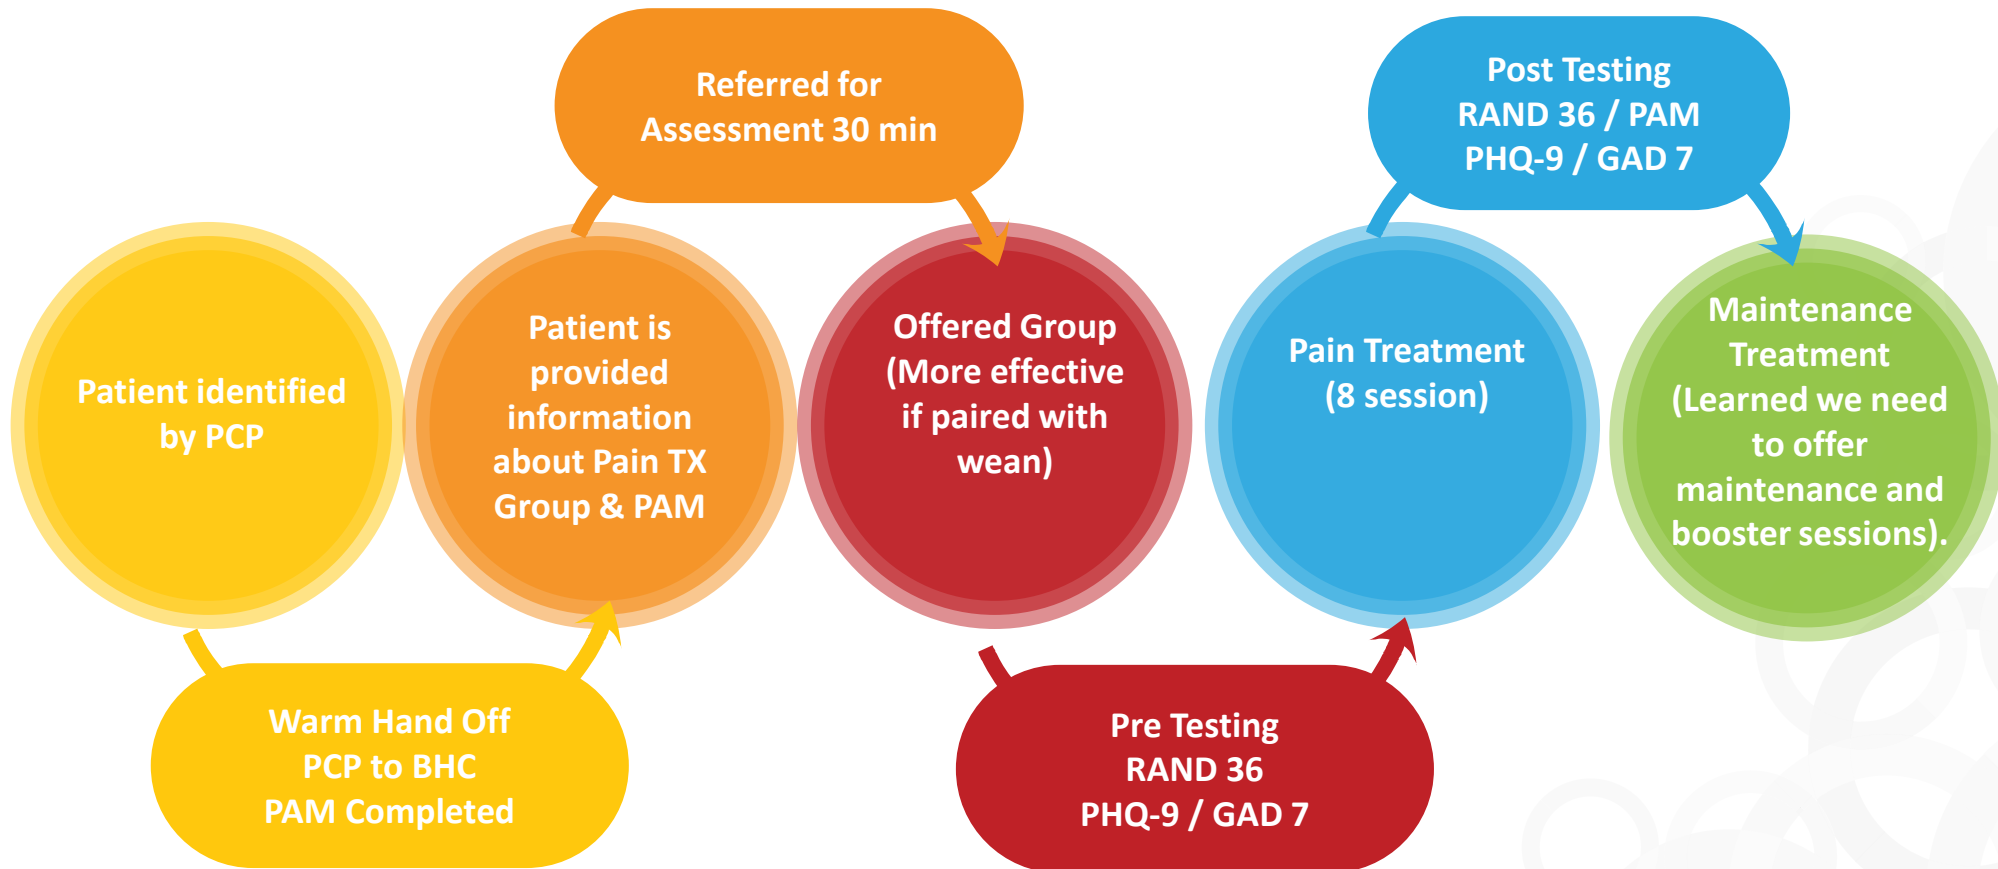 Patient identified
by PCP
Warm Hand Off
PCP to BHC
PAM Completed
Patient is
provided
information
about Pain TX
Group & PAM
Referred for
Assessment 30 min
Offered Group
(More effective
if paired with
wean)
Pre Testing
RAND 36
PHQ-9 / GAD 7
Pain Treatment
(8 session)
Post Testing
RAND 36 / PAM
PHQ-9 / GAD 7
Maintenance
Treatment
(Learned we need
to offer
maintenance and
booster sessions).